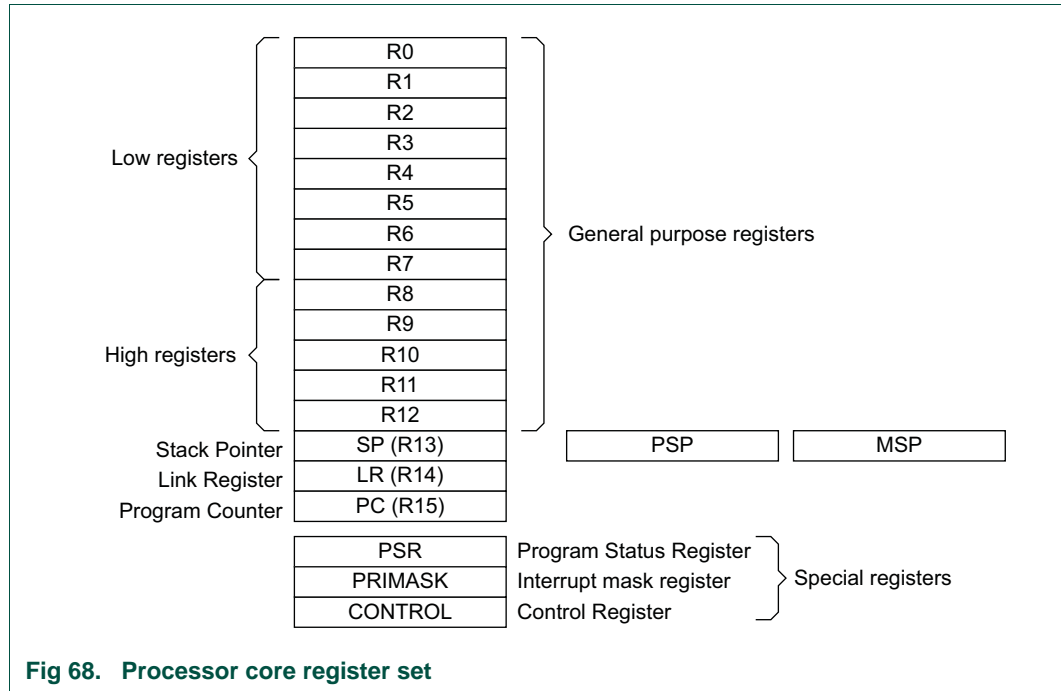 R0
R1
R2
R3
Low registers
R4
R5
R6
General purpose registers
R7
R8
R9
High registers
R10
R11
R12
Stack Pointer SP (R13) PSP MSP
Link Register LR (R14)
Program Counter PC (R15)
PSR Program Status Register
PRIMASK Interrupt mask register Special registers
CONTROL Control Register
Fig 68. Processor core register set